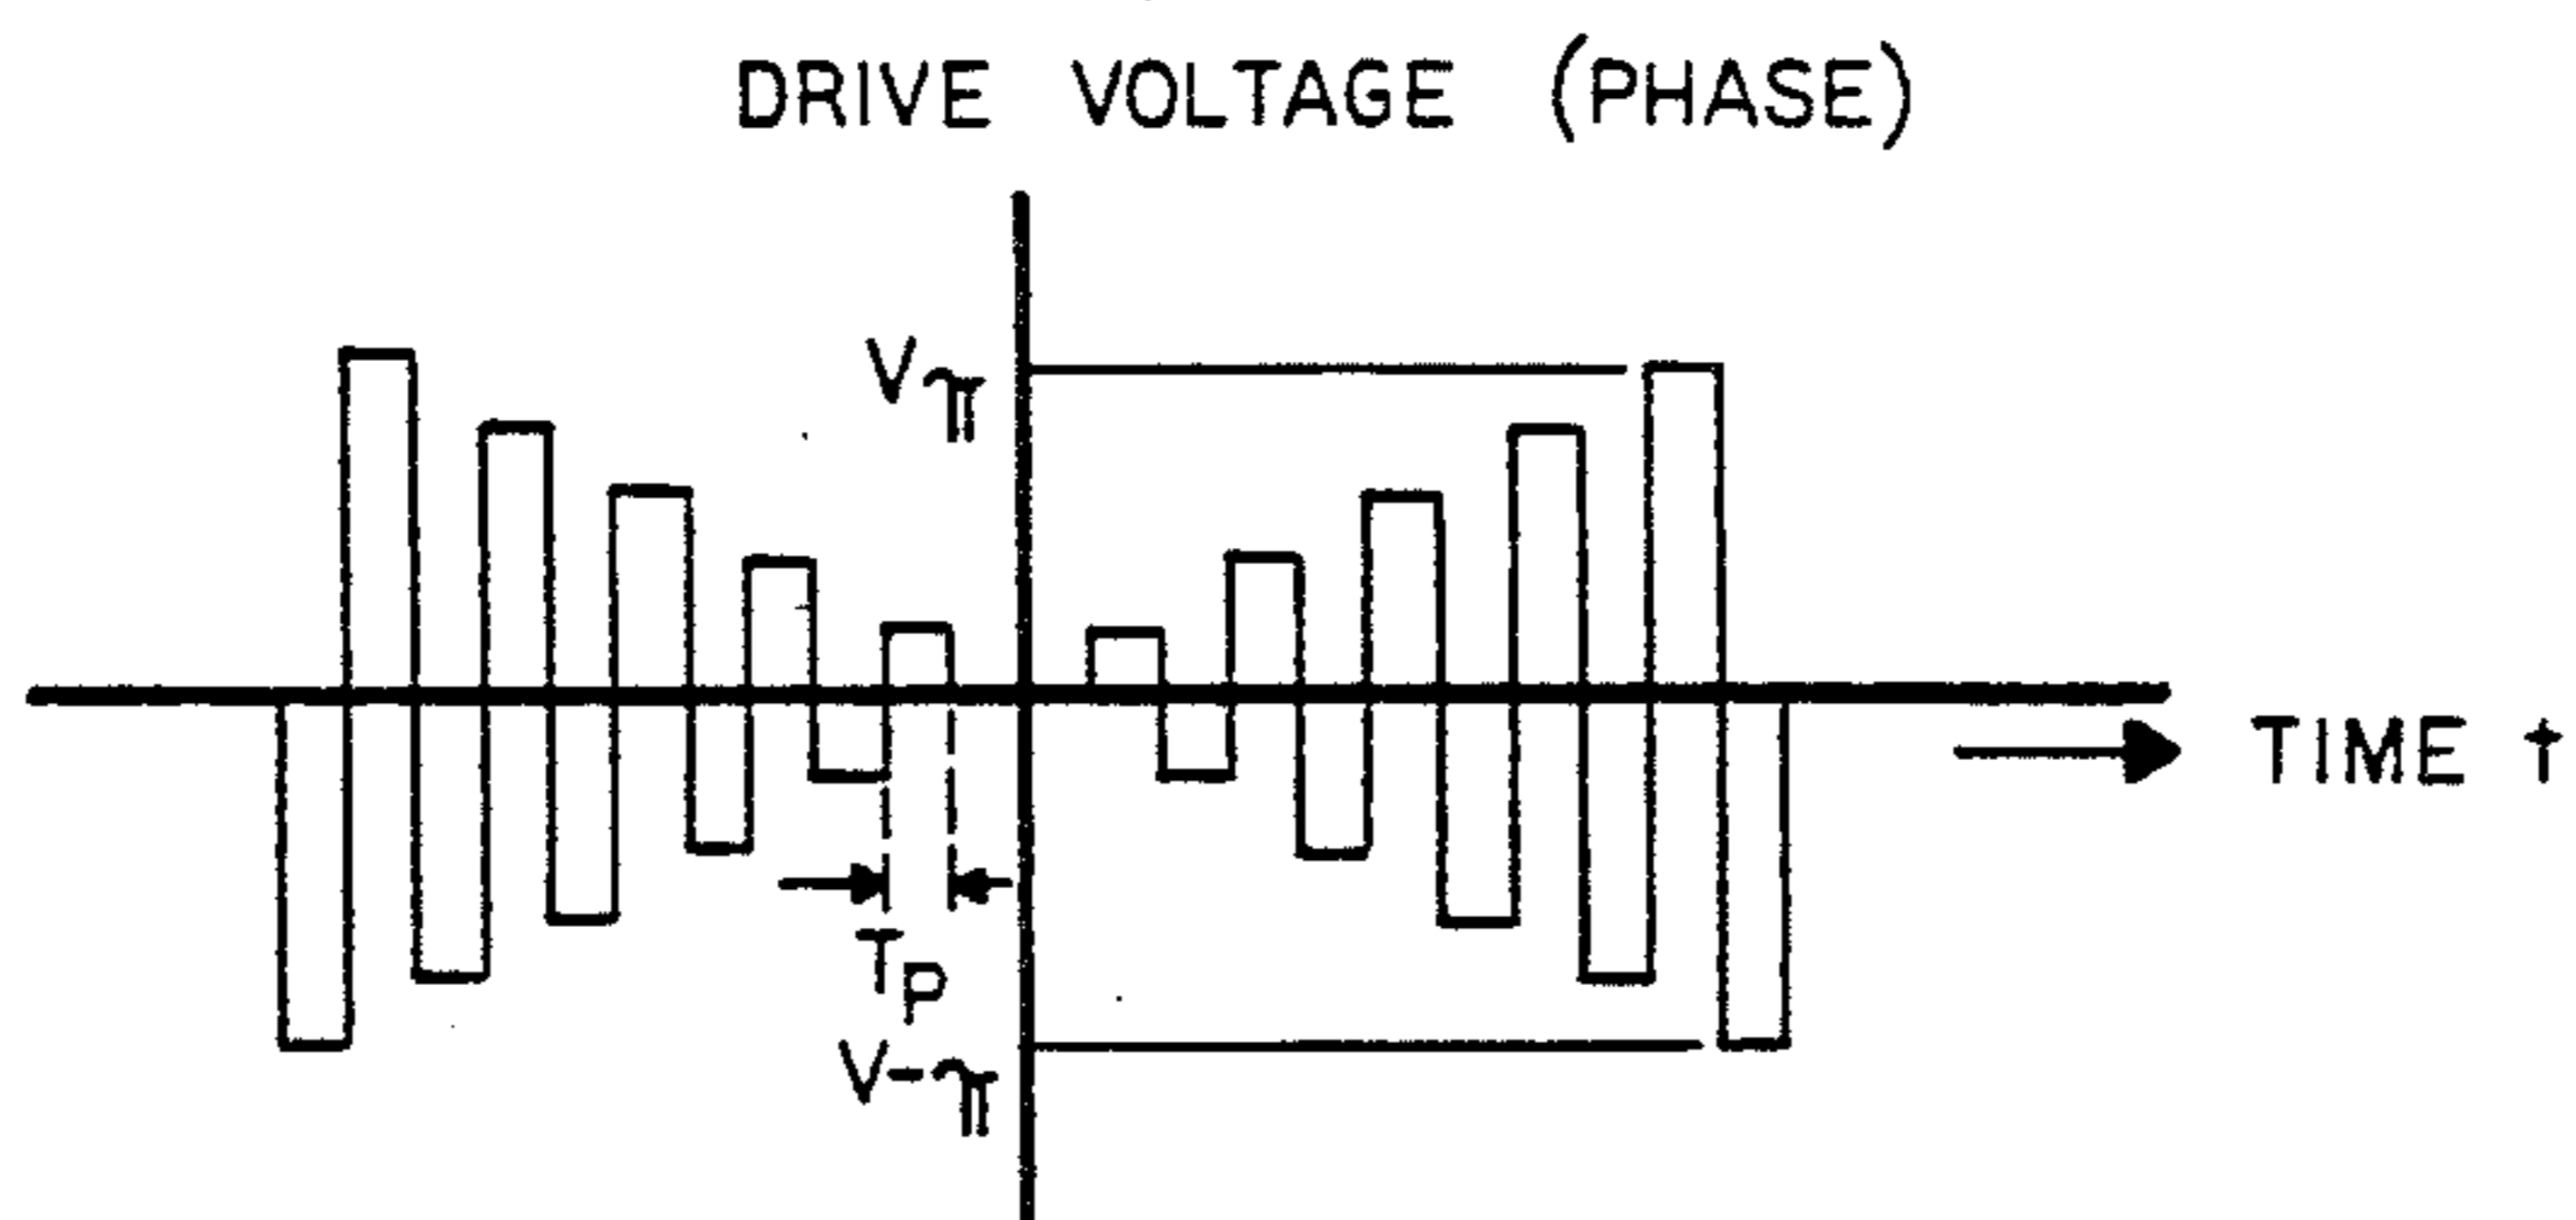 DRIVE VOLTAGE (PHASE)
Vπ
TIME t
Tp
V-π